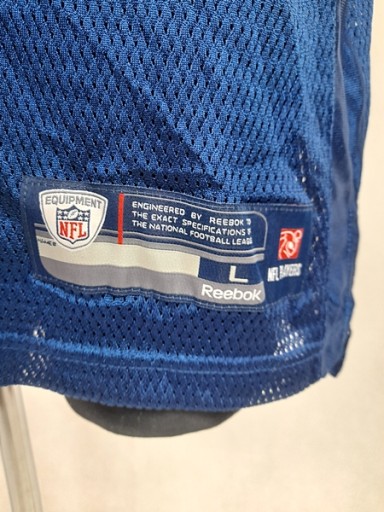 EQUIPMENT
NFL
ENGINEERED BY REEBOK TO
THE EXACT SPECIFICATIONS OF
THE NATIONAL FOOTBALL LEAGUE
L
Reebok
NFL PLAYERS